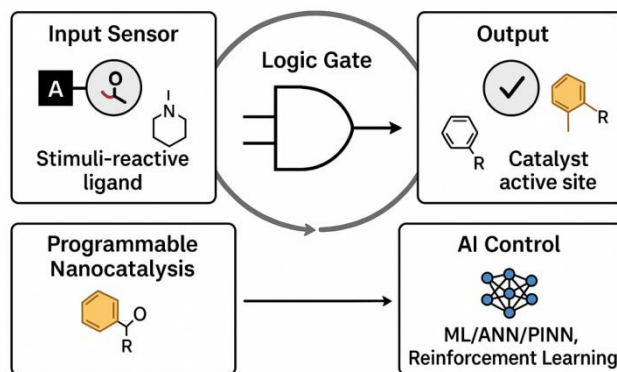 Input Sensor
A
O
N
Stimuli-reactive
ligand
Logic Gate
Output
R
R
Catalyst
active site
Programmable
Nanocatalysis
O
R
AI Control
ML/ANN/PINN,
Reinforcement Learning